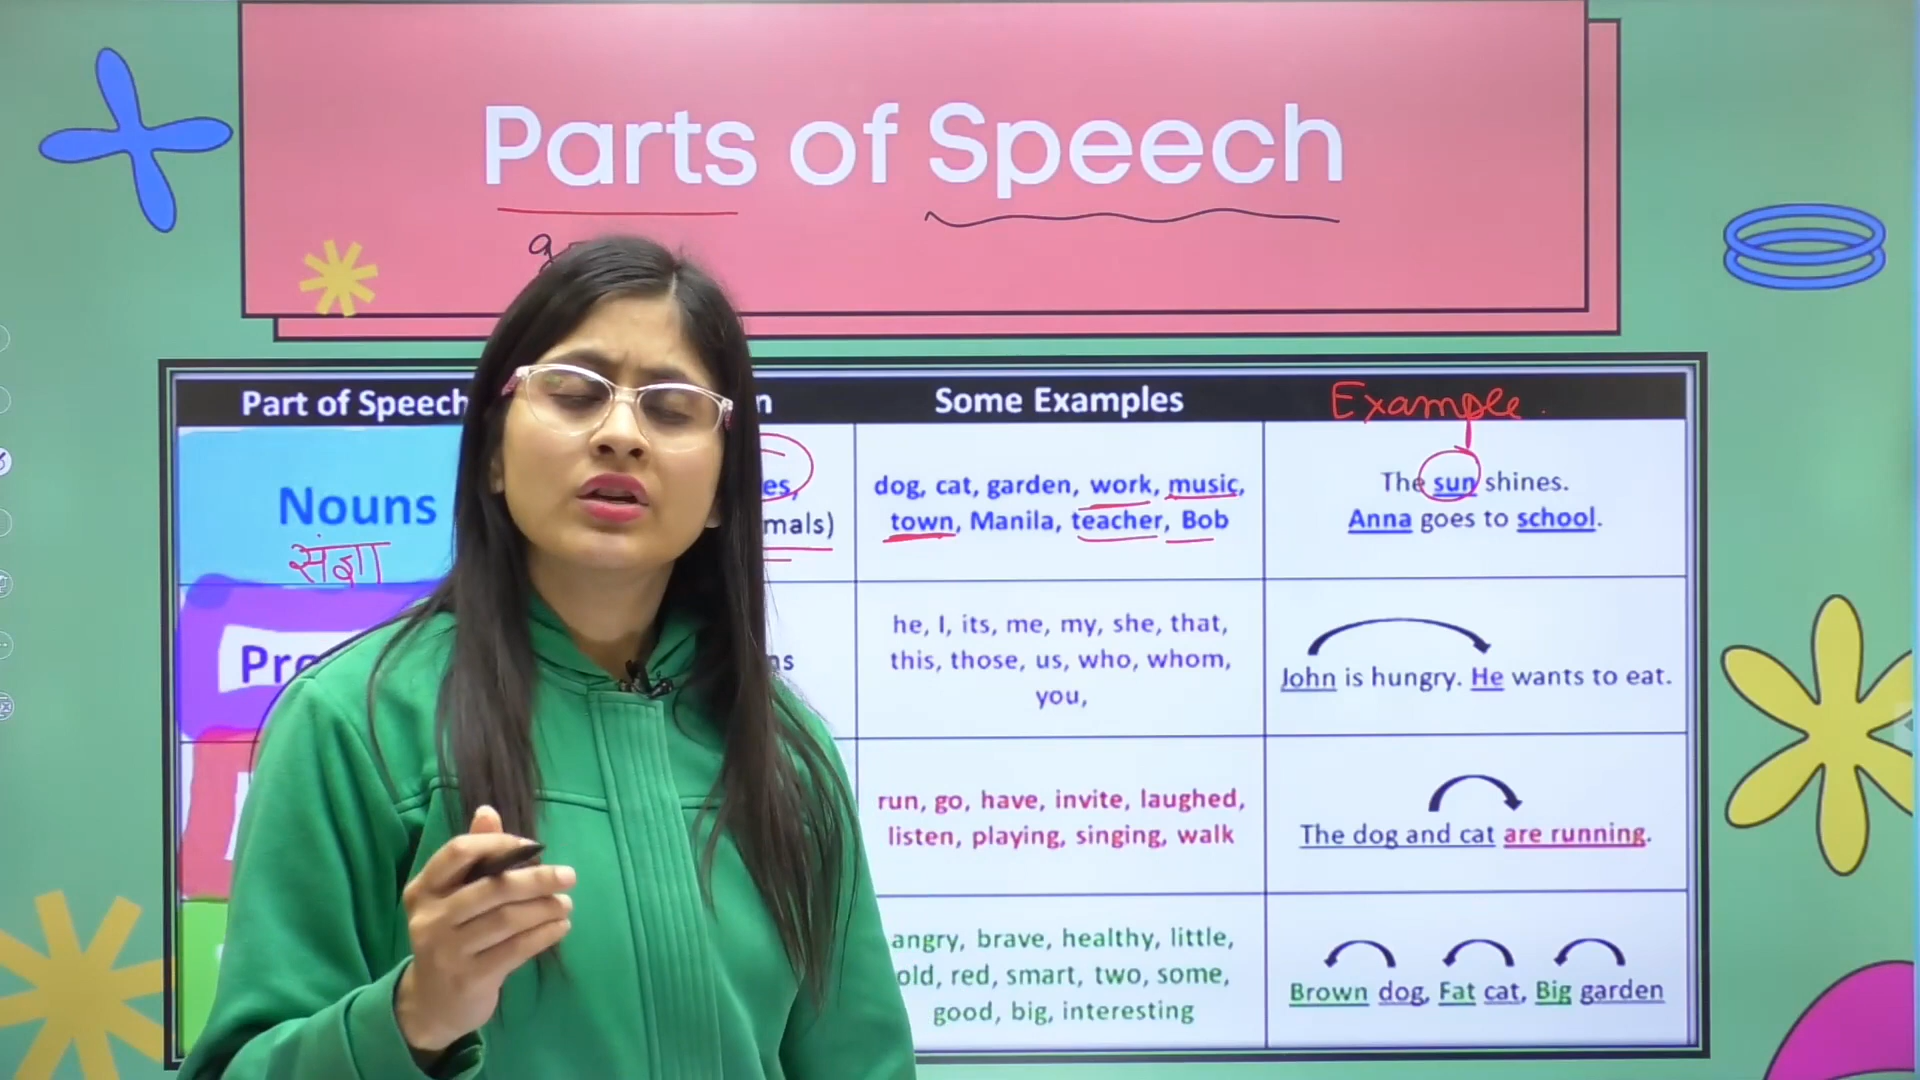 Parts of Speech
Part of Speech
Some Examples
Example
Nouns
संज्ञा
mals)
dog, cat, garden, work, music,
town, Manila, teacher, Bob
The sun shines.
Anna goes to school.
he, I, its, me, my, she, that,
this, those, us, who, whom,
you,
John is hungry. He wants to eat.
run, go, have, invite, laughed,
listen, playing, singing, walk
The dog and cat are running.
angry, brave, healthy, little,
old, red, smart, two, some,
good, big, interesting
Brown dog, Fat cat, Big garden